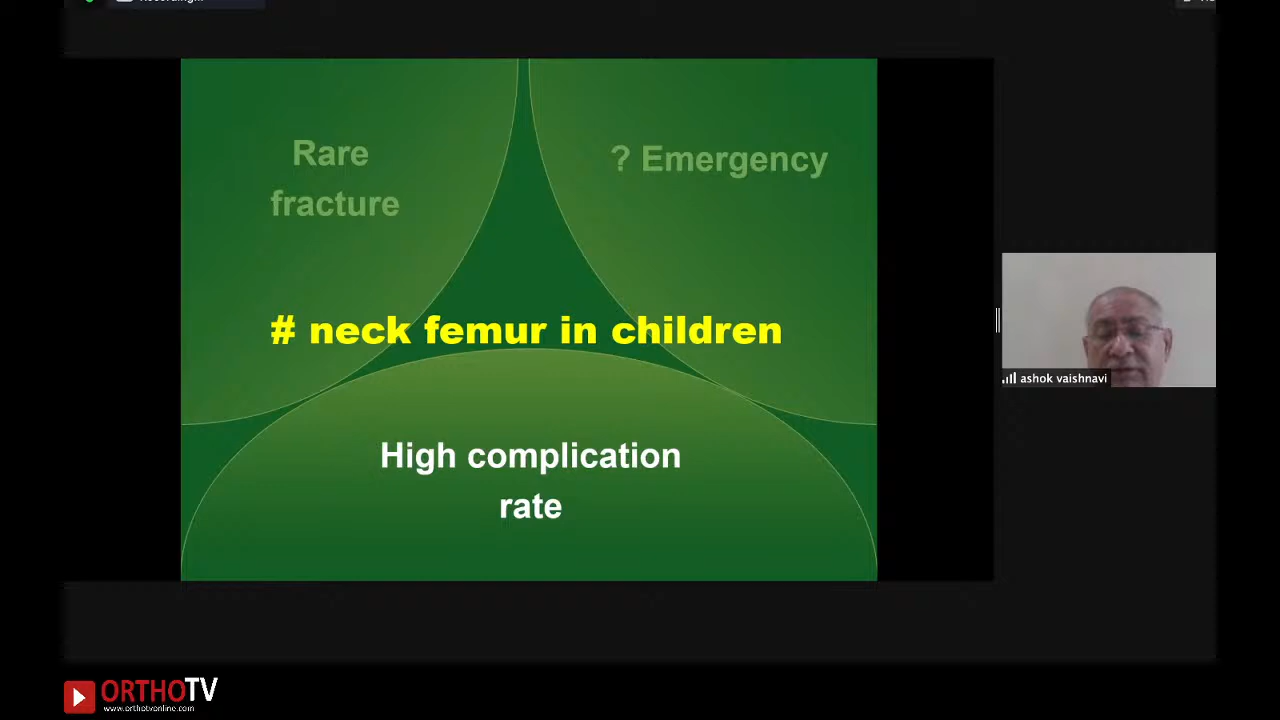 Rare
fracture
? Emergency
# neck femur in children
High complication
rate
ashok vaishnavi
ORTHOTV
www.orthotvonline.com